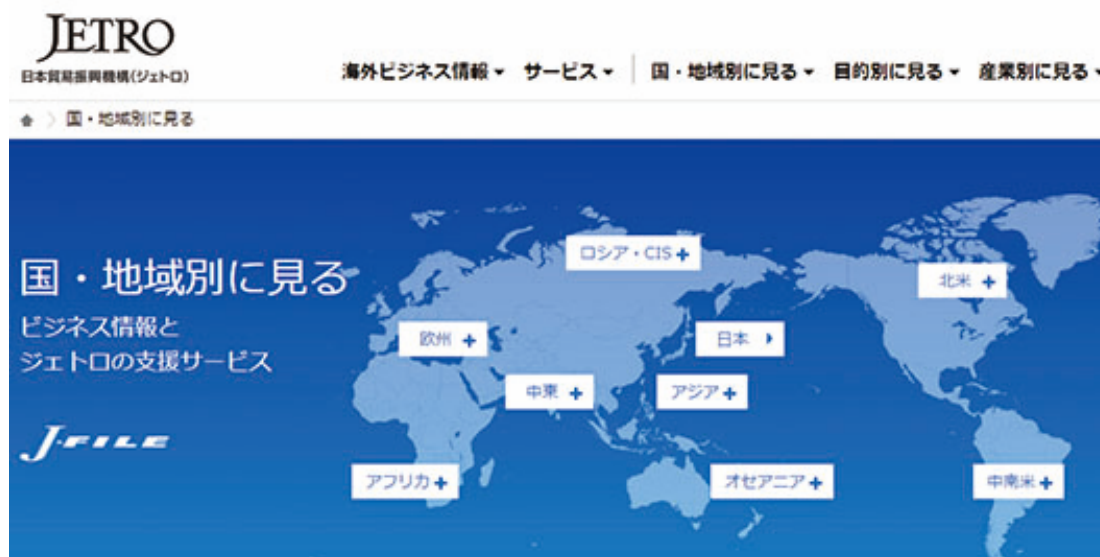 JETRO
日本貿易振興機構(ジェトロ)
海外ビジネス情報 サービス 国・地域別に見る 目的別に見る 産業別に見る
国・地域別に見る
国・地域別に見る
ビジネス情報と
ジェトロの支援サービス
J-FILE
ロシア・CIS+
北米 +
欧州 +
日本
中東 +
アジア+
アフリカ+
オセアニア+
中南米+